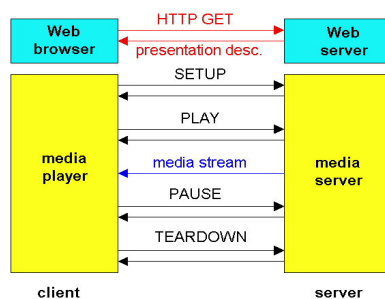 HTTP GET
Web
browser
Web
server
presentation desc.
SETUP
PLAY
media
player
media stream
media
server
PAUSE
TEARDOWN
client
server